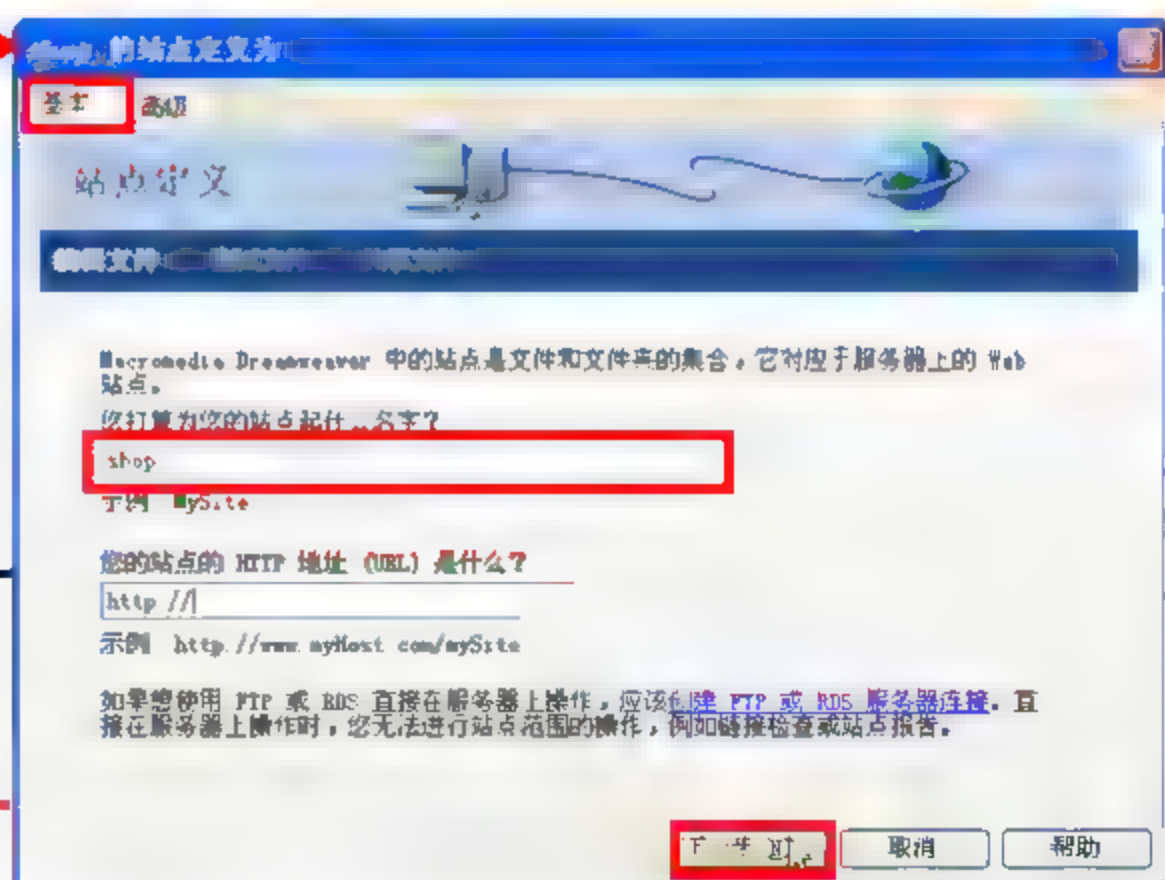 的站点定义为
基本 高级
站点定义
编辑文件
Macromedia Dreamweaver 中的站点是文件和文件夹的集合，它对应于服务器上的 Web
站点。
您打算为您的站点起什么名字？
shop
示例 MySite
您的站点的 HTTP 地址 (URL) 是什么？
http://
示例 http://www.myHost.com/mySite
如果想使用 FTP 或 RDS 直接在服务器上操作，应该创建 FTP 或 RDS 服务器连接。直
接在服务器上操作时，您无法进行站点范围的操作，例如链接检查或站点报告。
下一步(N) 取消 帮助